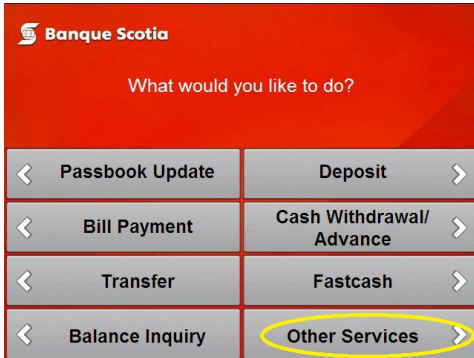 Banque Scotia
What would you like to do?
Passbook Update
Deposit
Bill Payment
Cash Withdrawal/
Advance
Transfer
Fastcash
Balance Inquiry
Other Services